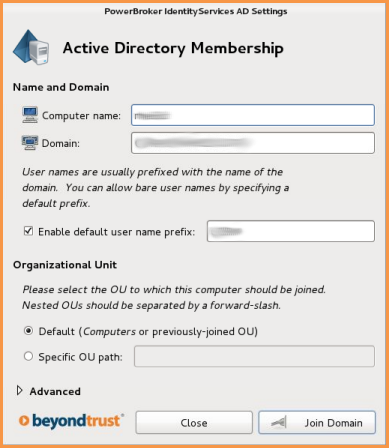 PowerBroker IdentityServices AD Settings
Active Directory Membership
Name and Domain
Computer name:
Domain:
User names are usually prefixed with the name of the
domain. You can allow bare user names by specifying a
default prefix.
Enable default user name prefix:
Organizational Unit
Please select the OU to which this computer should be joined.
Nested OUs should be separated by a forward-slash.
Default (Computers or previously-joined OU)
Specific OU path:
Advanced
beyondtrust
Close
Join Domain